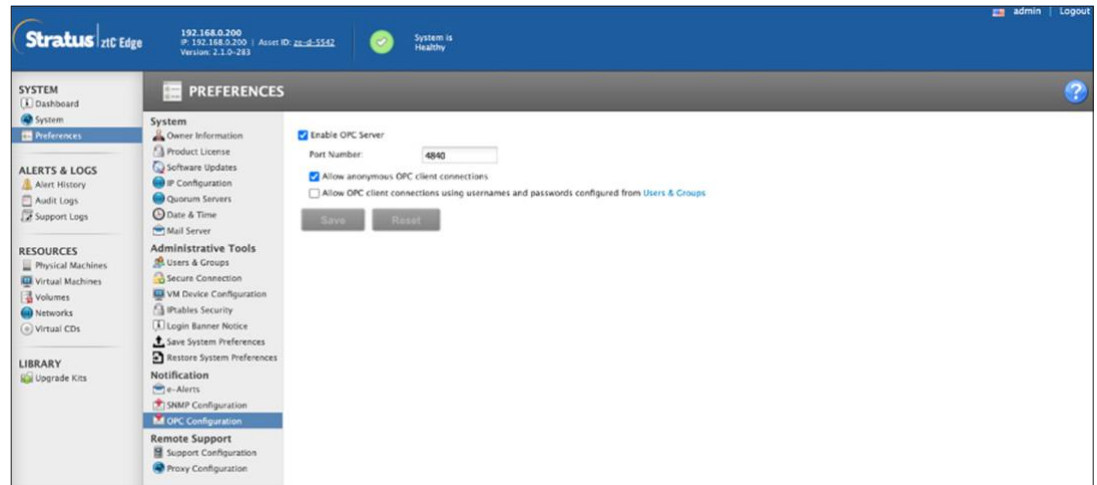 admin | Logout
Stratus ztC Edge
192.168.0.200
IP: 192.168.0.200 | Asset ID: ze-d-5542
Version: 2.1.0-283
System is
Healthy
SYSTEM
Dashboard
System
Preferences
ALERTS & LOGS
Alert History
Audit Logs
Support Logs
RESOURCES
Physical Machines
Virtual Machines
Volumes
Networks
Virtual CDs
LIBRARY
Upgrade Kits
PREFERENCES
?
System
Owner Information
Product License
Software Updates
IP Configuration
Quorum Servers
Date & Time
Mail Server
Administrative Tools
Users & Groups
Secure Connection
VM Device Configuration
IPtables Security
Login Banner Notice
Save System Preferences
Restore System Preferences
Notification
e-Alerts
SNMP Configuration
OPC Configuration
Remote Support
Support Configuration
Proxy Configuration
Enable OPC Server
Port Number: 4840
Allow anonymous OPC client connections
Allow OPC client connections using usernames and passwords configured from Users & Groups
Save Reset